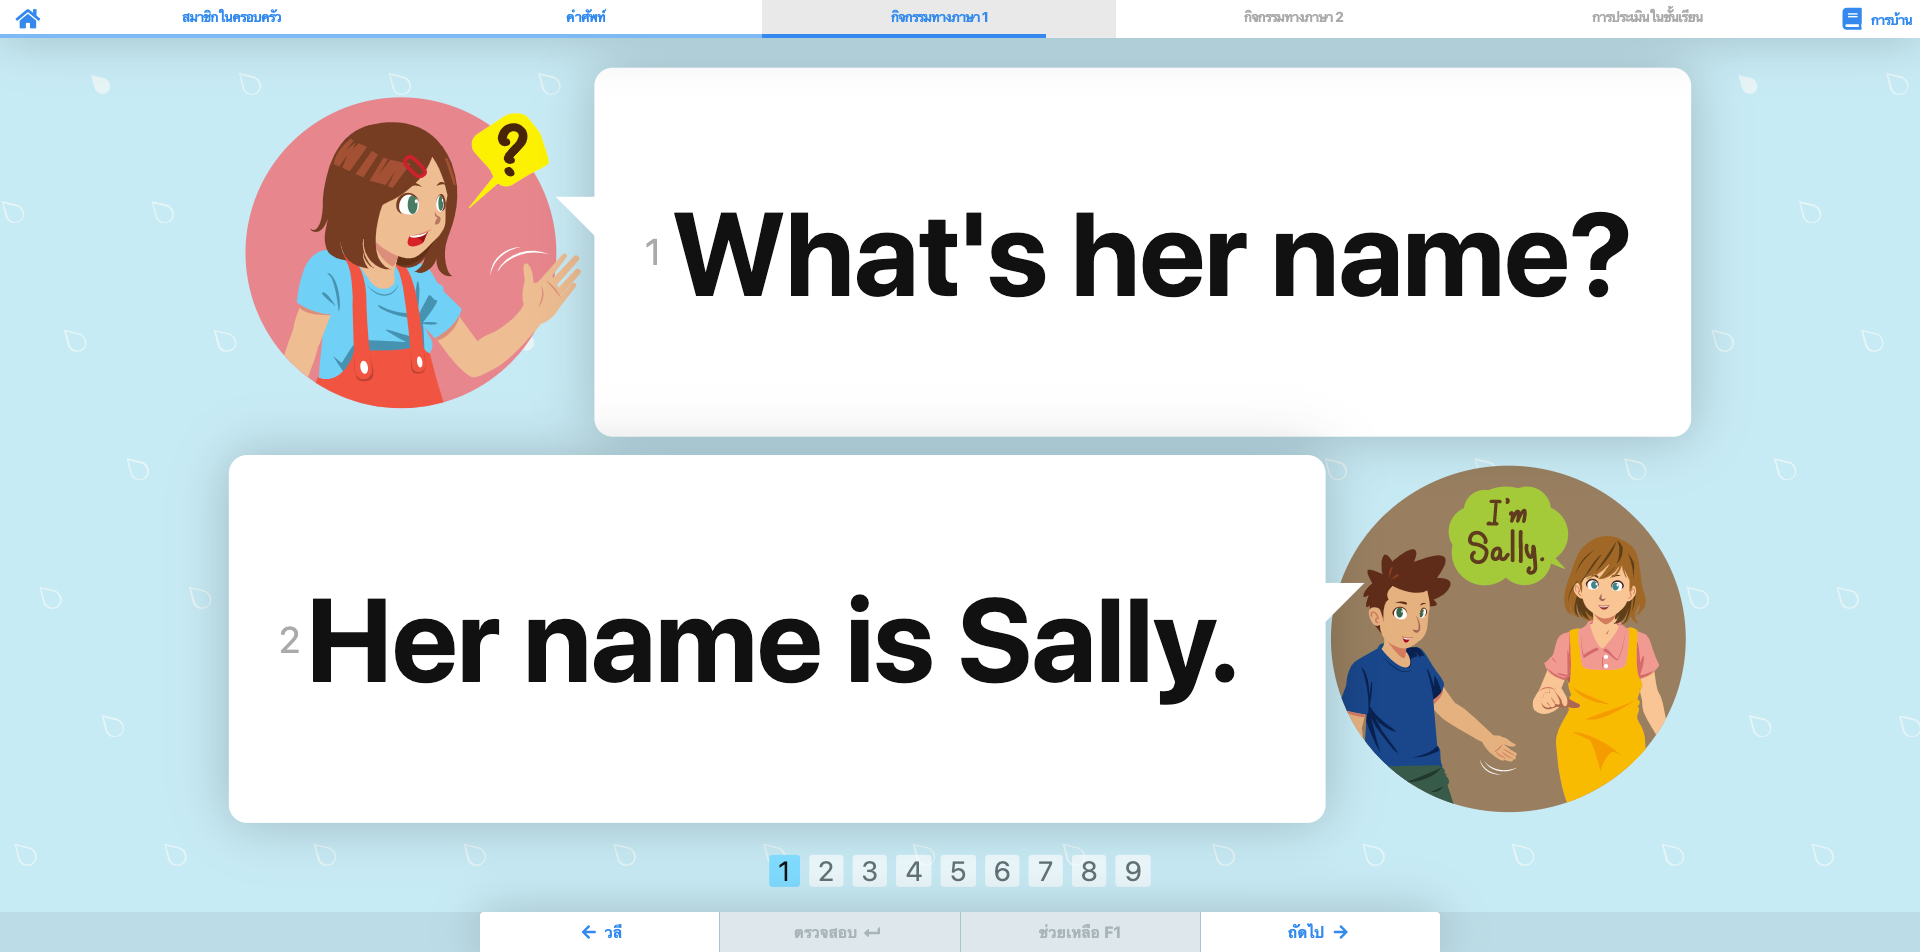 สมาชิกในครอบครัว
คำศัพท์
กิจกรรมทางภาษา 1
กิจกรรมทางภาษา 2
การประเมินในชั้นเรียน
การบ้าน
?
1 What's her name?
I'm
Sally.
2 Her name is Sally.
1 2 3 4 5 6 7 8 9
วลี
ตรวจสอบ
ช่วยเหลือ F1
ถัดไป